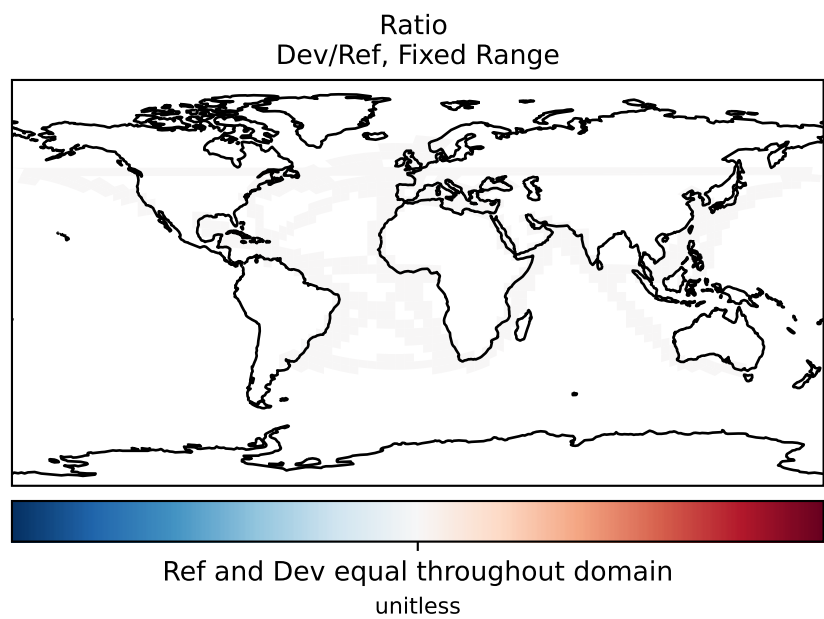 Ratio
Dev/Ref, Fixed Range
Ref and Dev equal throughout domain
unitless